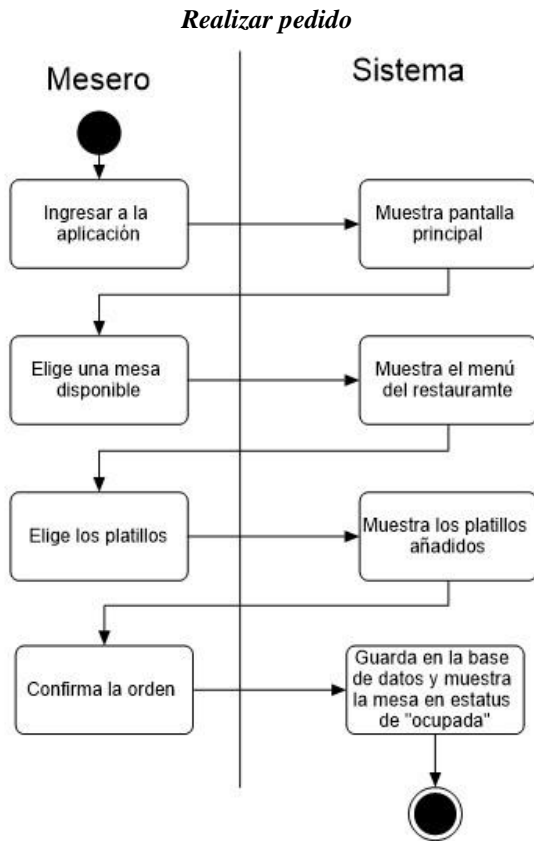 Realizar pedido
Mesero
Sistema
Ingresar a la
aplicación
Muestra pantalla
principal
Elige una mesa
disponible
Muestra el menú
del restauramte
Elige los platillos
Muestra los platillos
añadidos
Confirma la orden
Guarda en la base
de datos y muestra
la mesa en estatus
de "ocupada"